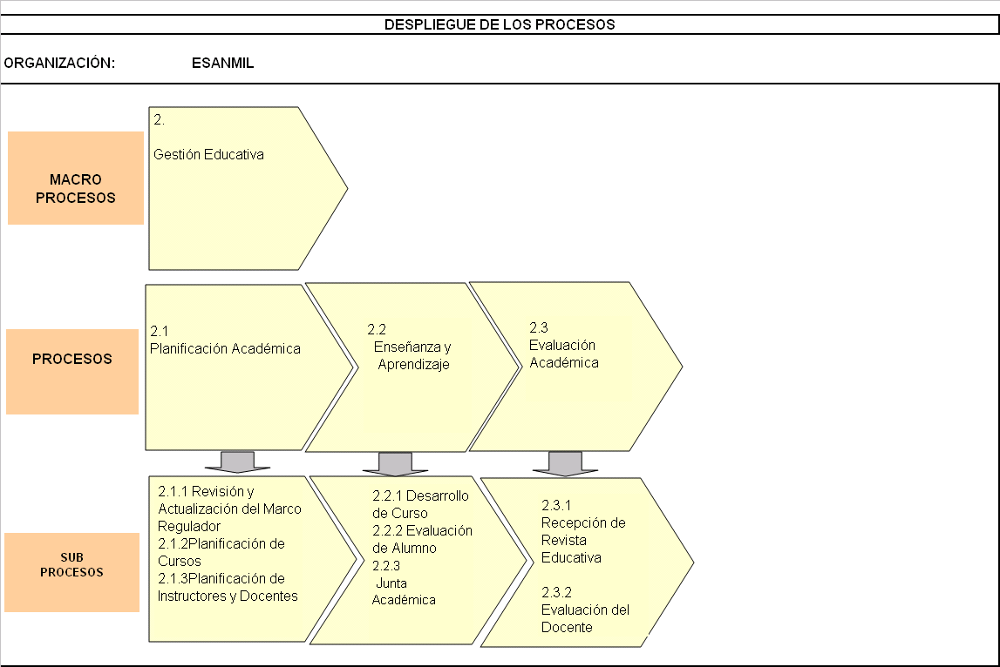 DESPLIEGUE DE LOS PROCESOS
ORGANIZACIÓN: ESANMIL
MACRO
PROCESOS
2.
Gestión Educativa
PROCESOS
2.1
Planificación Académica
2.2
Enseñanza y
Aprendizaje
2.3
Evaluación
Académica
SUB
PROCESOS
2.1.1 Revisión y
Actualización del Marco
Regulador
2.1.2Planificación de
Cursos
2.1.3Planificación de
Instructores y Docentes
2.2.1 Desarrollo
de Curso
2.2.2 Evaluación
de Alumno
2.2.3
Junta
Académica
2.3.1
Recepción de
Revista
Educativa
2.3.2
Evaluación del
Docente